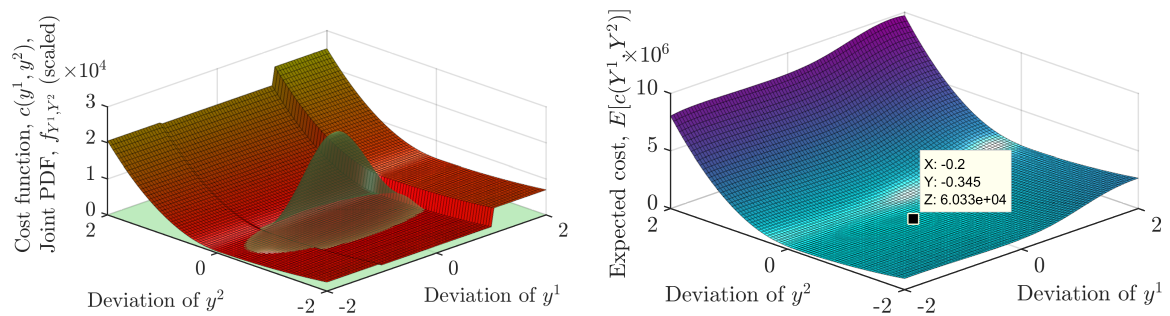 Cost function, c(y¹, y²),
Joint PDF, f_{Y¹,Y²} (scaled)
×10⁴
3
2
1
0
2
0
-2
Deviation of y²
-2
0
2
Deviation of y¹
Expected cost, E[c(Y¹, Y²)]
×10⁶
10
5
0
2
0
-2
Deviation of y²
-2
0
2
Deviation of y¹
X: -0.2
Y: -0.345
Z: 6.033e+04